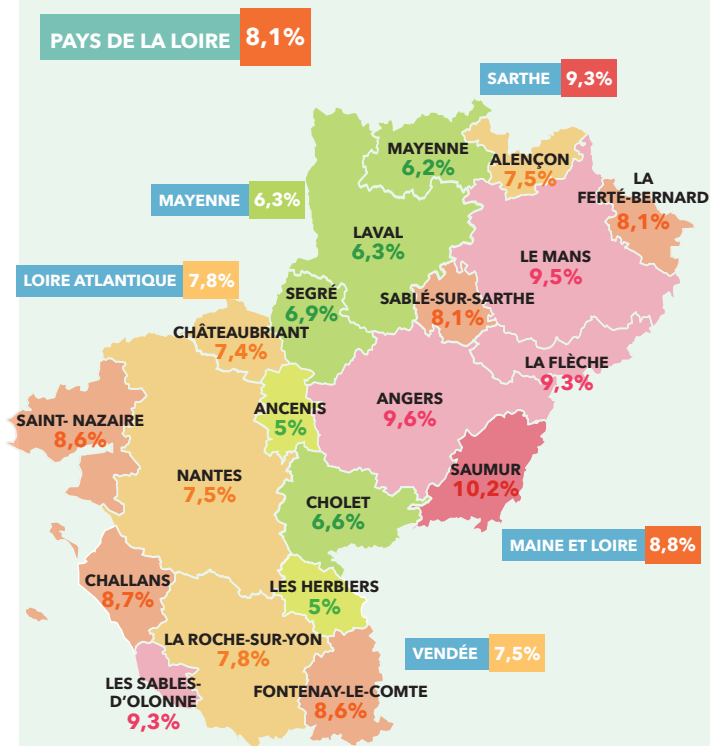 PAYS DE LA LOIRE 8,1%
SARTHE 9,3%
MAYENNE
6,2%
ALENÇON
7,5%
LA
FERTÉ-BERNARD
8,1%
MAYENNE 6,3%
LAVAL
6,3%
LE MANS
9,5%
LOIRE ATLANTIQUE 7,8%
SEGRÉ
6,9%
SABLÉ-SUR-SARTHE
8,1%
CHÂTEAUBRIANT
7,4%
LA FLÈCHE
9,3%
ANCENIS
5%
ANGERS
9,6%
SAINT- NAZAIRE
8,6%
NANTES
7,5%
SAUMUR
10,2%
CHOLET
6,6%
MAINE ET LOIRE 8,8%
CHALLANS
8,7%
LES HERBIERS
5%
LA ROCHE-SUR-YON
7,8%
VENDÉE 7,5%
LES SABLES-
D'OLONNE
9,3%
FONTENAY-LE-COMTE
8,6%